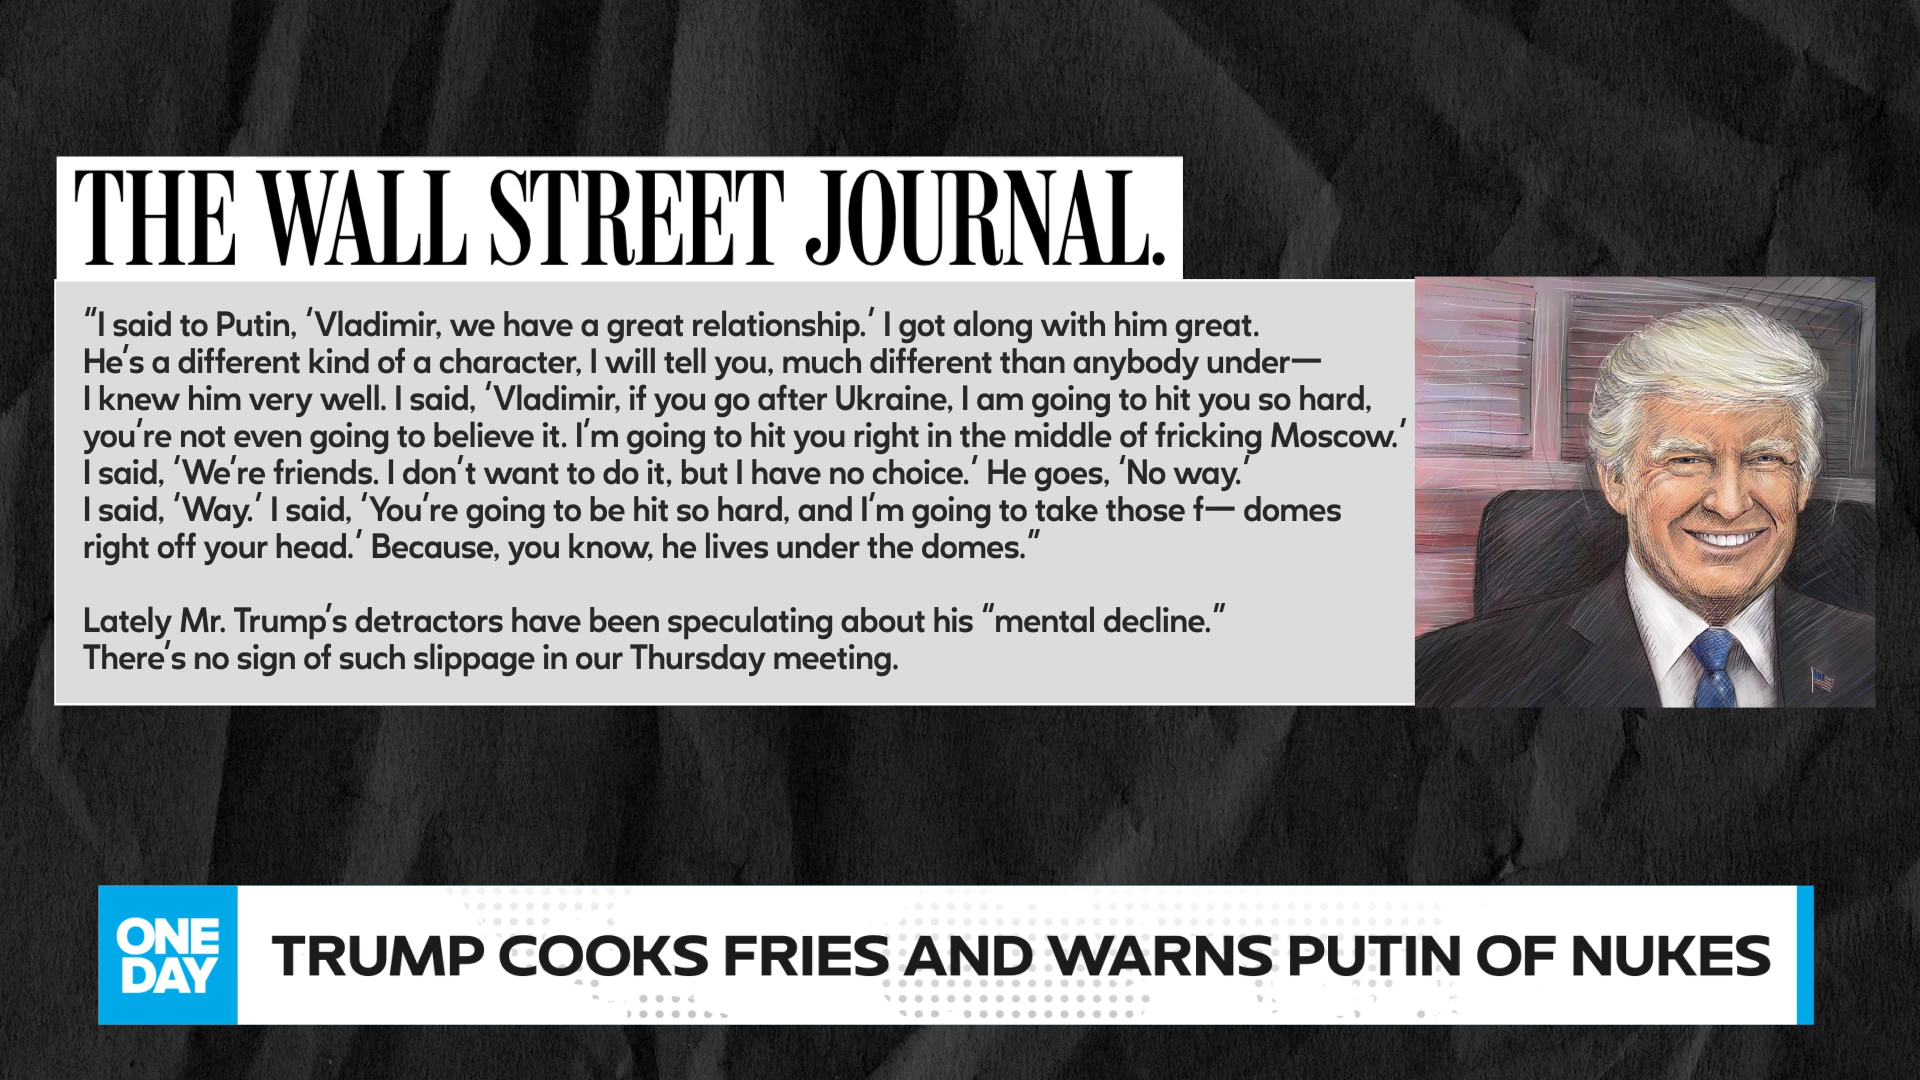 THE WALL STREET JOURNAL.
“I said to Putin, ‘Vladimir, we have a great relationship.’ I got along with him great.
He’s a different kind of a character, I will tell you, much different than anybody under—
I knew him very well. I said, ‘Vladimir, if you go after Ukraine, I am going to hit you so hard,
you’re not even going to believe it. I’m going to hit you right in the middle of fricking Moscow.’
I said, ‘We’re friends. I don’t want to do it, but I have no choice.’ He goes, ‘No way.’
I said, ‘Way.’ I said, ‘You’re going to be hit so hard, and I’m going to take those f— domes
right off your head.’ Because, you know, he lives under the domes.”
Lately Mr. Trump’s detractors have been speculating about his “mental decline.”
There’s no sign of such slippage in our Thursday meeting.
ONE
DAY
TRUMP COOKS FRIES AND WARNS PUTIN OF NUKES